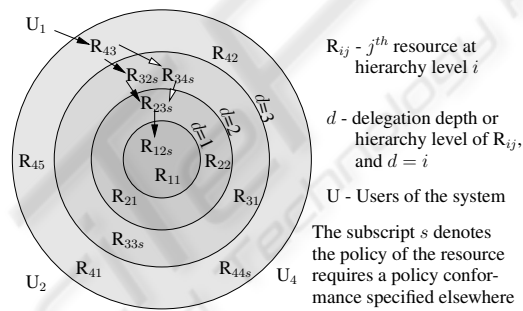 U₁
R₄₃
R₄₂
R₃₂ₛ R₃₄ₛ
R₂₃ₛ
d=1
d=2
d=3
R₁₂ₛ
R₁₁
R₂₂
R₄₅
R₂₁
R₃₁
R₃₃ₛ
R₄₁
R₄₄ₛ
U₂
U₄
Rᵢⱼ - jᵗʰ resource at
hierarchy level i
d - delegation depth or
hierarchy level of Rᵢⱼ,
and d = i
U - Users of the system
The subscript s denotes
the policy of the resource
requires a policy confor-
mance specified elsewhere